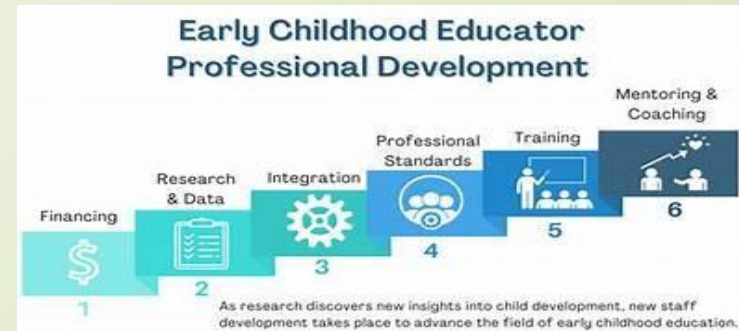 Early Childhood Educator
Professional Development
Financing
1
Research
& Data
2
Integration
3
Professional
Standards
4
Training
5
Mentoring &
Coaching
6
As research discovers new insights into child development, new staff
development takes place to advance the field of early childhood education.